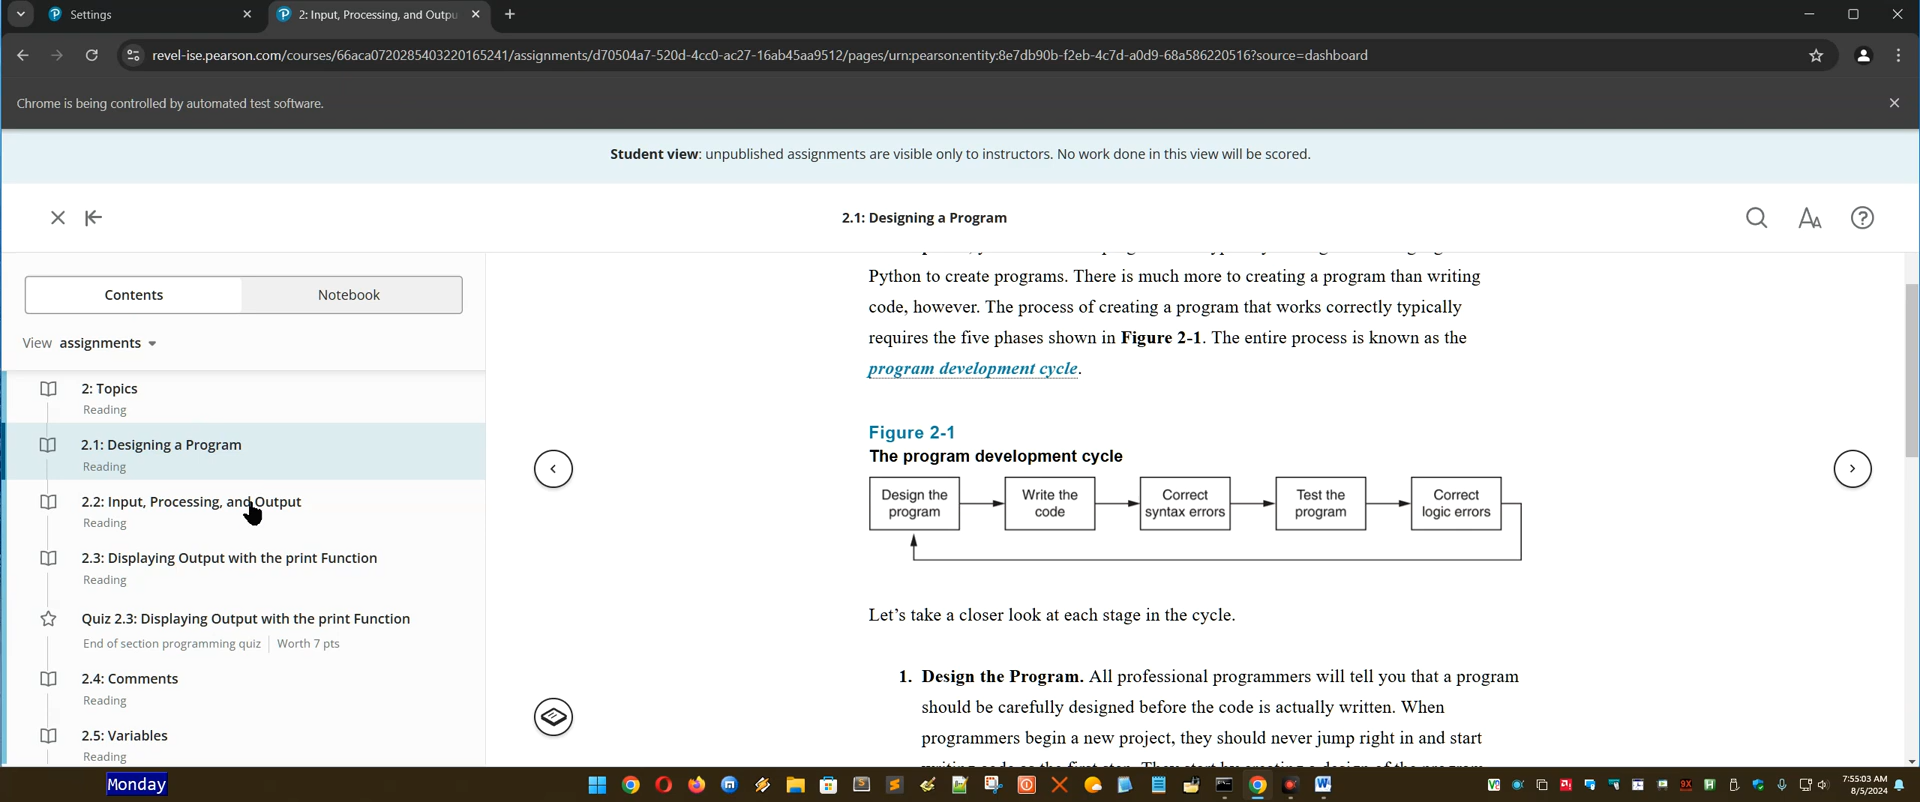 Settings
2: Input, Processing, and Outpu
revel-ise.pearson.com/courses/66aca0720285403220165241/assignments/d70504a7-520d-4cc0-ac27-16ab45aa9512/pages/urn:pearson:entity:8e7db90b-f2eb-4c7d-a0d9-68a586220516?source=dashboard
Chrome is being controlled by automated test software.
Student view: unpublished assignments are visible only to instructors. No work done in this view will be scored.
2.1: Designing a Program
Contents
Notebook
View assignments
2: Topics
Reading
2.1: Designing a Program
Reading
2.2: Input, Processing, and Output
Reading
2.3: Displaying Output with the print Function
Reading
Quiz 2.3: Displaying Output with the print Function
End of section programming quiz | Worth 7 pts
2.4: Comments
Reading
2.5: Variables
Reading
Python to create programs. There is much more to creating a program than writing
code, however. The process of creating a program that works correctly typically
requires the five phases shown in Figure 2-1. The entire process is known as the
program development cycle.
Figure 2-1
The program development cycle
Design the
program
Write the
code
Correct
syntax errors
Test the
program
Correct
logic errors
Let's take a closer look at each stage in the cycle.
1. Design the Program. All professional programmers will tell you that a program
should be carefully designed before the code is actually written. When
programmers begin a new project, they should never jump right in and start
Monday
7:55:03 AM
8/5/2024